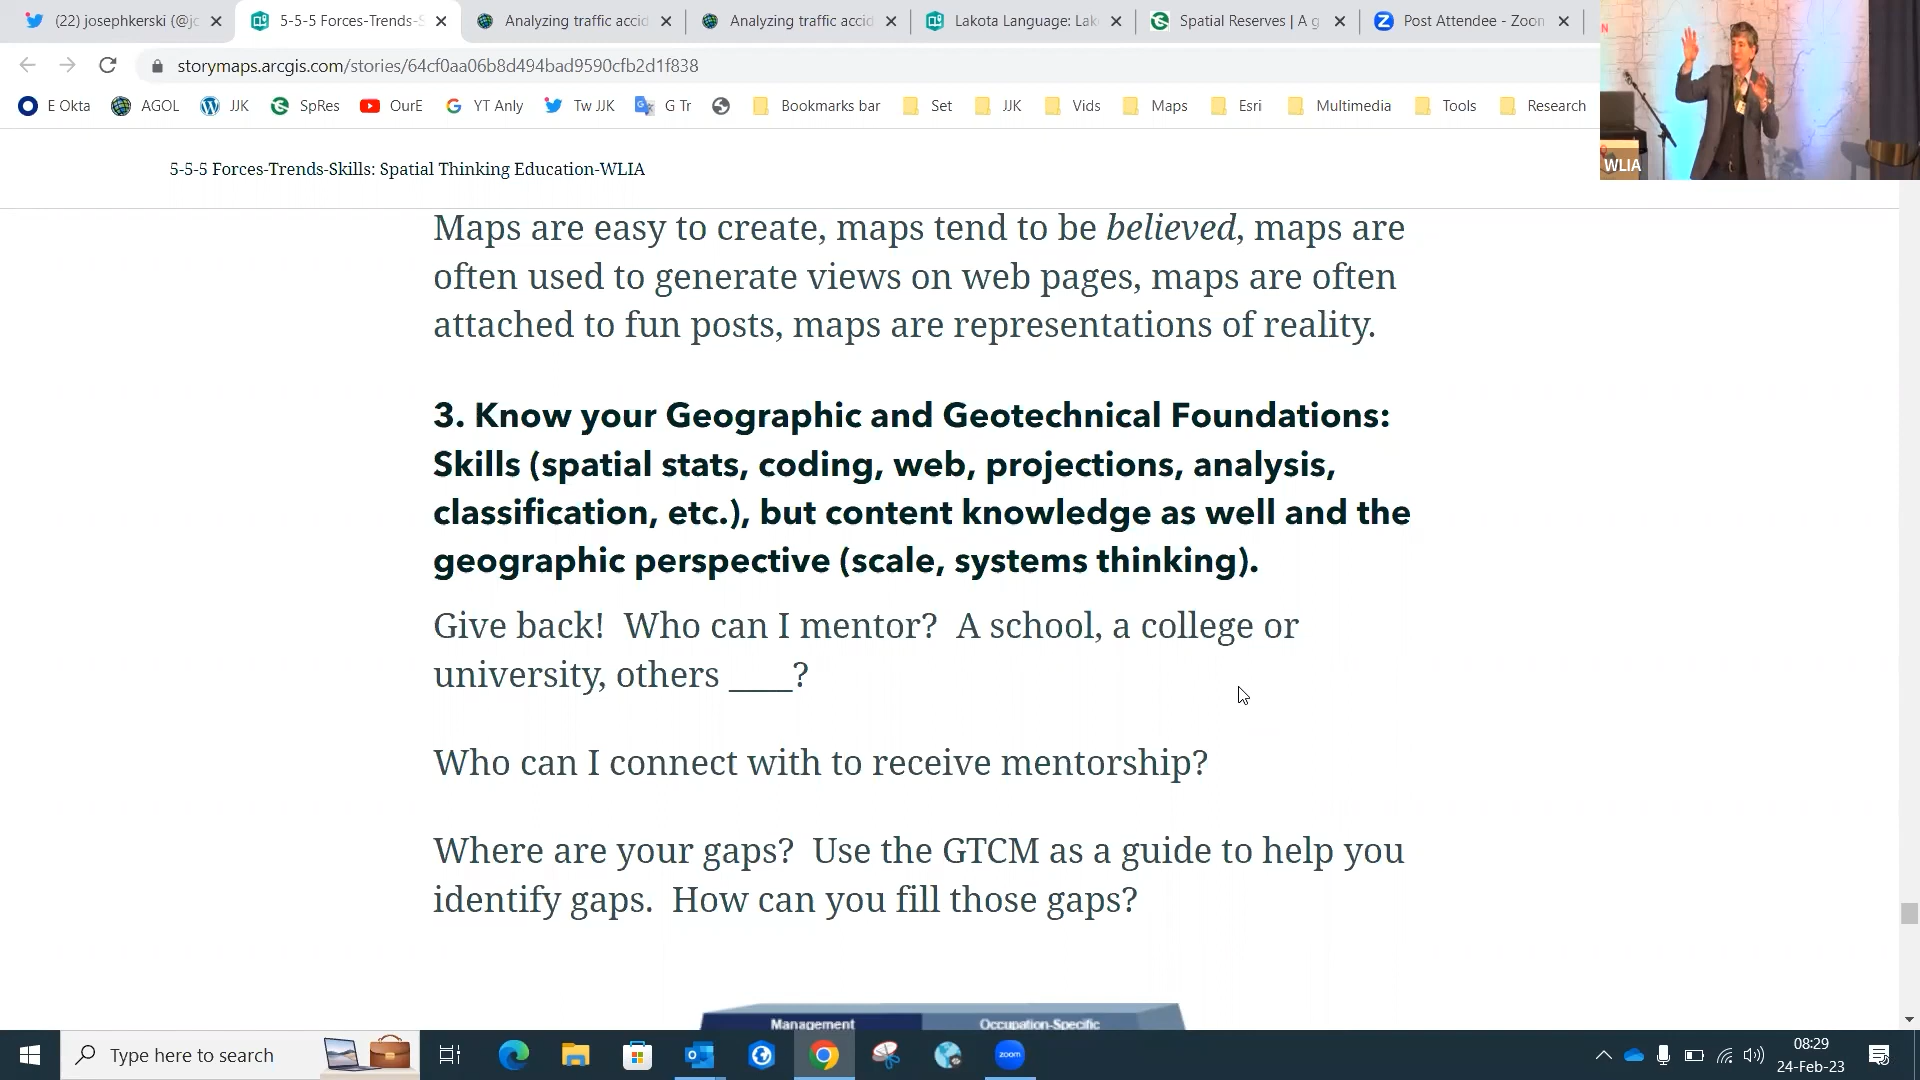 (22) josephkerski (@jc
5-5-5 Forces-Trends-S
Analyzing traffic accid
Analyzing traffic accid
Lakota Language: Lak
Spatial Reserves | A g
Post Attendee - Zoom
storymaps.arcgis.com/stories/64cf0aa06b8d494bad9590cfb2d1f838
E Okta
AGOL
JJK
SpRes
OurE
YT Anly
Tw JJK
G Tr
Bookmarks bar
Set
JJK
Vids
Maps
Esri
Multimedia
Tools
Research
WLIA
5-5-5 Forces-Trends-Skills: Spatial Thinking Education-WLIA
Maps are easy to create, maps tend to be believed, maps are
often used to generate views on web pages, maps are often
attached to fun posts, maps are representations of reality.
3. Know your Geographic and Geotechnical Foundations:
Skills (spatial stats, coding, web, projections, analysis,
classification, etc.), but content knowledge as well and the
geographic perspective (scale, systems thinking).
Give back!  Who can I mentor?  A school, a college or
university, others ____?
Who can I connect with to receive mentorship?
Where are your gaps?  Use the GTCM as a guide to help you
identify gaps.  How can you fill those gaps?
Management
Occupation-Specific
Type here to search
zoom
08:29
24-Feb-23